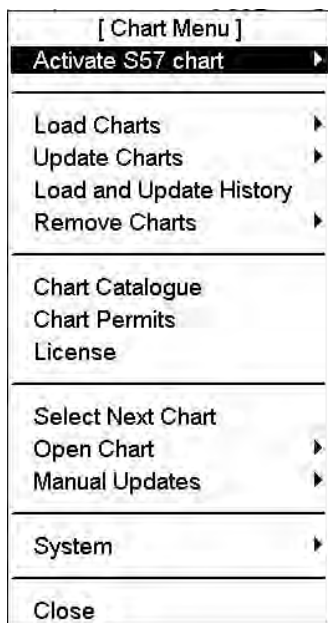 [ Chart Menu ]
Activate S57 chart
Load Charts
Update Charts
Load and Update History
Remove Charts
Chart Catalogue
Chart Permits
License
Select Next Chart
Open Chart
Manual Updates
System
Close